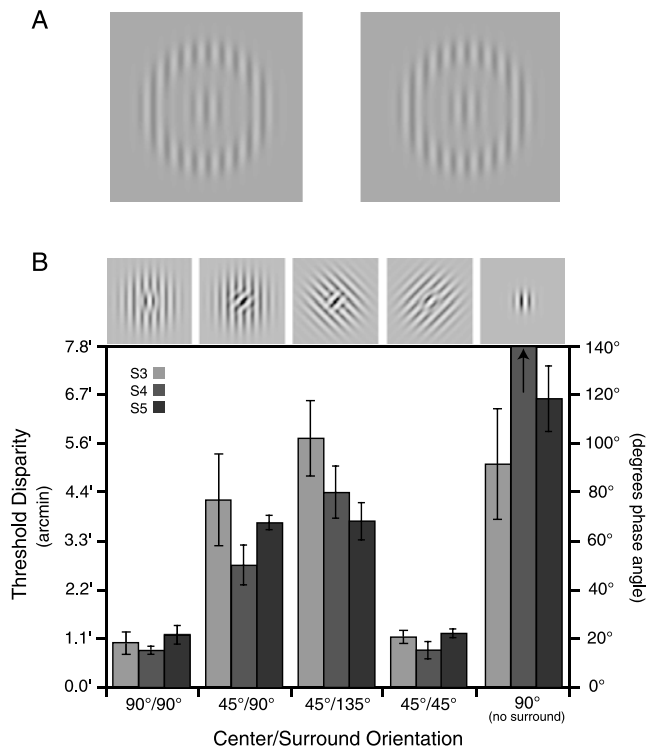 A
B
7.8' 140°
S3
S4
S5
6.7' 120°
5.6' 100°
4.4' 80°
3.3' 60°
2.2' 40°
1.1' 20°
0.0' 0°
Threshold Disparity
(arcmin)
(degrees phase angle)
90°/90° 45°/90° 45°/135° 45°/45° 90°
(no surround)
Center/Surround Orientation